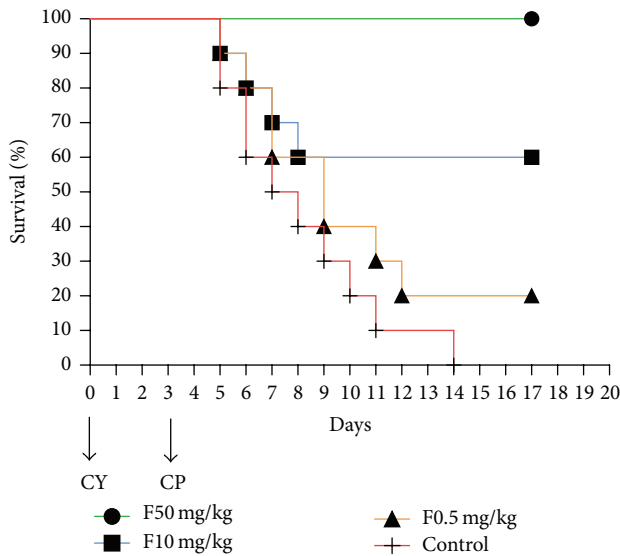 100
90
80
70
60
50
40
30
20
10
0
Survival (%)
0 1 2 3 4 5 6 7 8 9 10 11 12 13 14 15 16 17 18 19 20
Days
CY CP
F50 mg/kg F0.5 mg/kg
F10 mg/kg Control